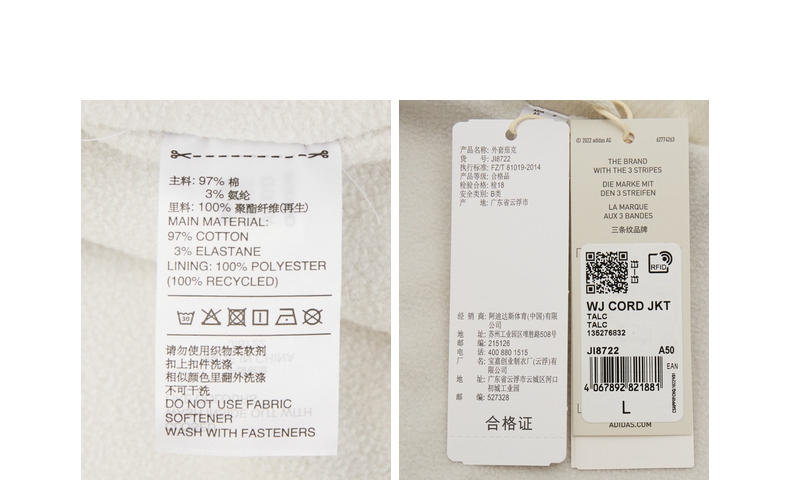 主料: 97% 棉
3% 氨纶
里料: 100% 聚酯纤维(再生)
MAIN MATERIAL:
97% COTTON
3% ELASTANE
LINING: 100% POLYESTER
(100% RECYCLED)
请勿使用织物柔软剂
扣上扣件洗涤
相似颜色里翻外洗涤
不可干洗
DO NOT USE FABRIC
SOFTENER
WASH WITH FASTENERS
产品名称: 外套茄克
货 号: JI8722
执行标准: FZ/T 81019-2014
产品等级: 合格品
检验合格: 检18
安全类别: B类
产 地: 广东省云浮市
经 销 商: 阿迪达斯体育(中国)有限
公司
地 址: 苏州工业园区唯胜路508号
邮 编: 215126
电 话: 400 880 1515
厂 名: 宝嘉创业制衣厂(云浮)有
限公司
地 址: 广东省云浮市云城区河口
初城工业园
邮 编: 527328
合格证
© 2022 adidas AG
62774263
THE BRAND
WITH THE 3 STRIPES
DIE MARKE MIT
DEN 3 STREIFEN
LA MARQUE
AUX 3 BANDES
三条纹品牌
RFID
WJ CORD JKT
TALC
TALC
135276832
JI8722 A50
EAN
4 067892 821881
L
ADIDAS.COM